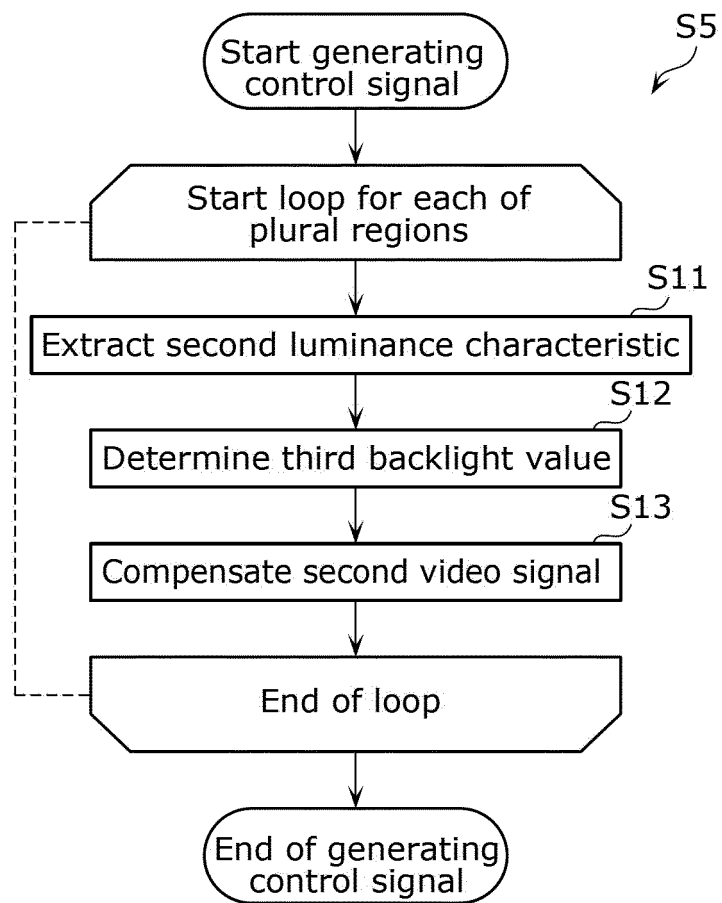 S5
Start generating
control signal
Start loop for each of
plural regions
S11
Extract second luminance characteristic
S12
Determine third backlight value
S13
Compensate second video signal
End of loop
End of generating
control signal